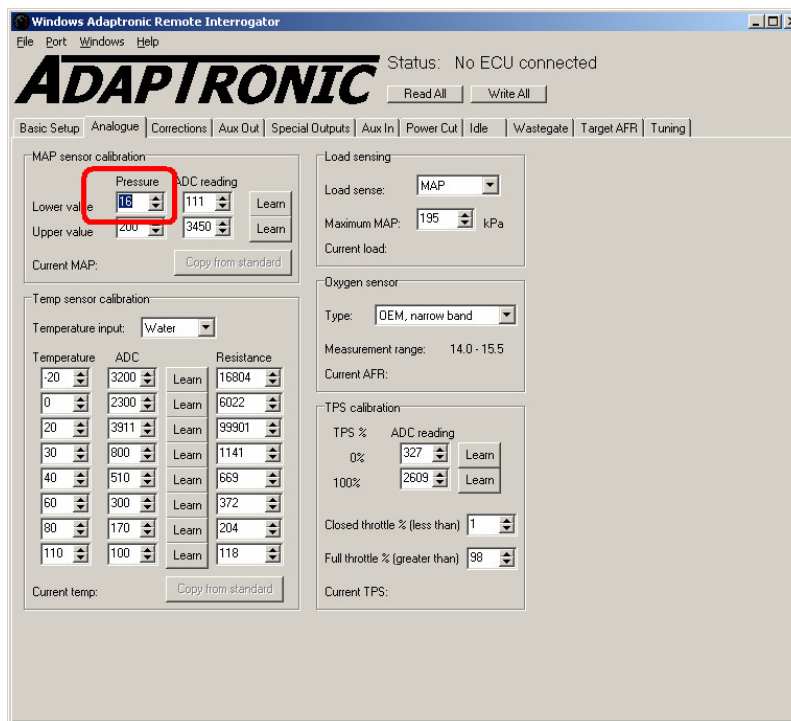 Windows Adaptronic Remote Interrogator
File Port Windows Help
ADAPTRONIC
Status: No ECU connected
Read All Write All
Basic Setup Analogue Corrections Aux Out Special Outputs Aux In Power Cut Idle Wastegate Target AFR Tuning
MAP sensor calibration
Pressure ADC reading
Lower value 16 111 Learn
Upper value 200 3450 Learn
Current MAP: Copy from standard
Temp sensor calibration
Temperature input: Water
Temperature ADC Resistance
-20 3200 Learn 16804
0 2300 Learn 6022
20 3911 Learn 99901
30 800 Learn 1141
40 510 Learn 669
60 300 Learn 372
80 170 Learn 204
110 100 Learn 118
Current temp: Copy from standard
Load sensing
Load sense: MAP
Maximum MAP: 195 kPa
Current load:
Oxygen sensor
Type: OEM, narrow band
Measurement range: 14.0 - 15.5
Current AFR:
TPS calibration
TPS % ADC reading
0% 327 Learn
100% 2609 Learn
Closed throttle % (less than) 1
Full throttle % (greater than) 98
Current TPS: